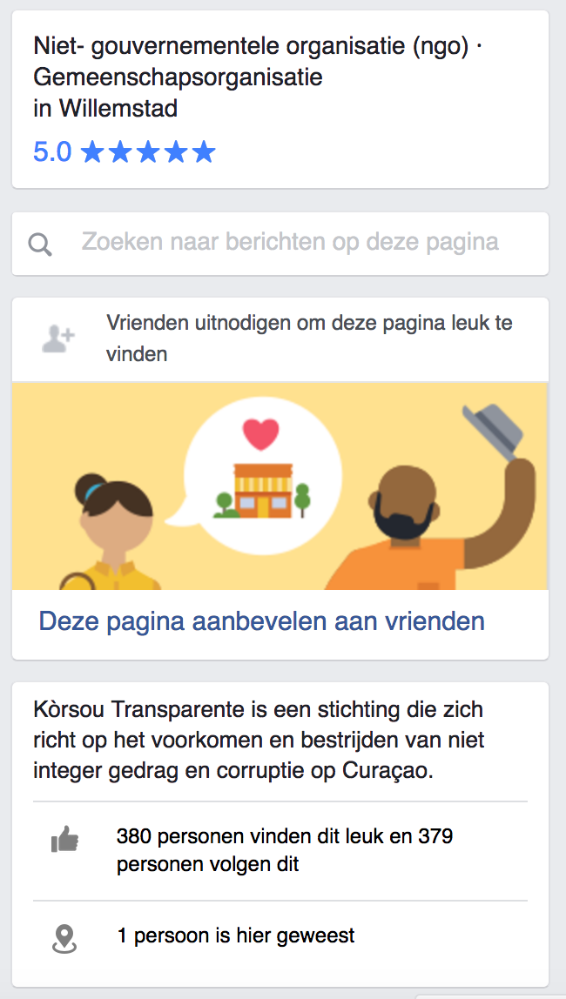 Niet- gouvernementele organisatie (ngo) ·
Gemeenschapsorganisatie
in Willemstad
5.0 ★★★★★
Zoeken naar berichten op deze pagina
Vrienden uitnodigen om deze pagina leuk te
vinden
Deze pagina aanbevelen aan vrienden
Kòrsou Transparente is een stichting die zich
richt op het voorkomen en bestrijden van niet
integer gedrag en corruptie op Curaçao.
380 personen vinden dit leuk en 379
personen volgen dit
1 persoon is hier geweest